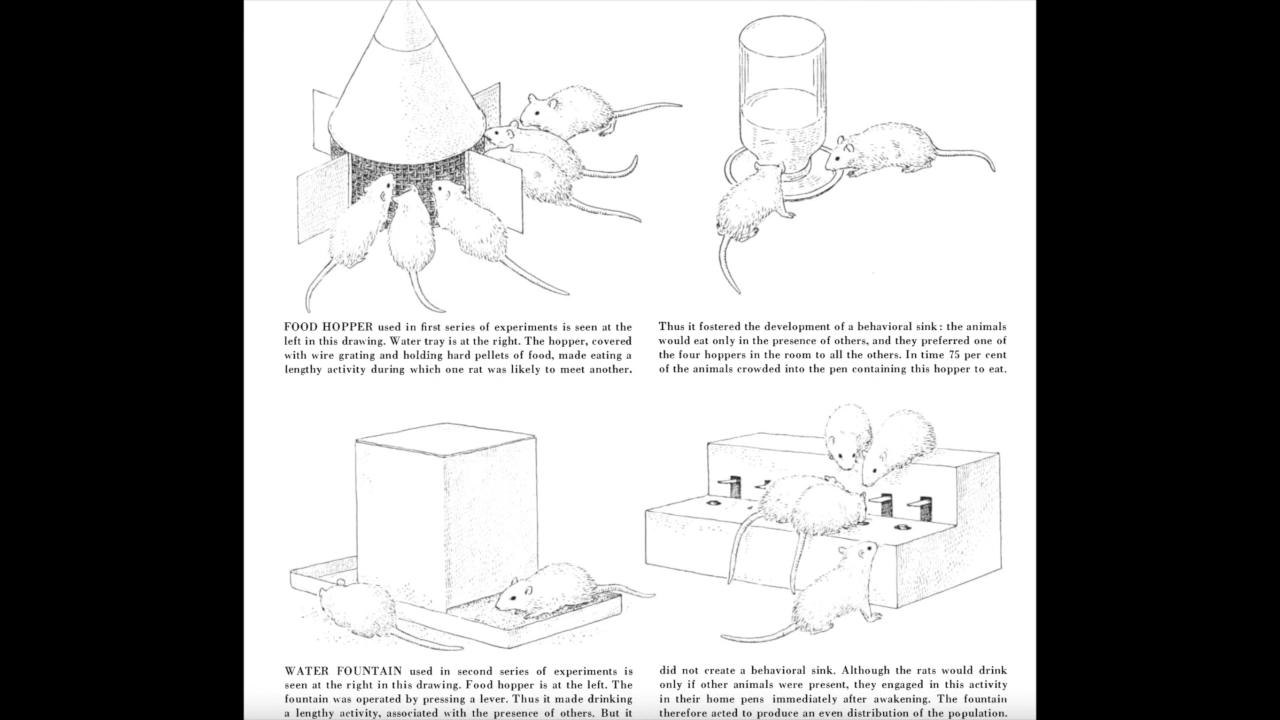 FOOD HOPPER used in first series of experiments is seen at the
left in this drawing. Water tray is at the right. The hopper, covered
with wire grating and holding hard pellets of food, made eating a
lengthy activity during which one rat was likely to meet another.
Thus it fostered the development of a behavioral sink: the animals
would eat only in the presence of others, and they preferred one of
the four hoppers in the room to all the others. In time 75 per cent
of the animals crowded into the pen containing this hopper to eat.
WATER FOUNTAIN used in second series of experiments is
seen at the right in this drawing. Food hopper is at the left. The
fountain was operated by pressing a lever. Thus it made drinking
a lengthy activity, associated with the presence of others. But it
did not create a behavioral sink. Although the rats would drink
only if other animals were present, they engaged in this activity
in their home pens immediately after awakening. The fountain
therefore acted to produce an even distribution of the population.